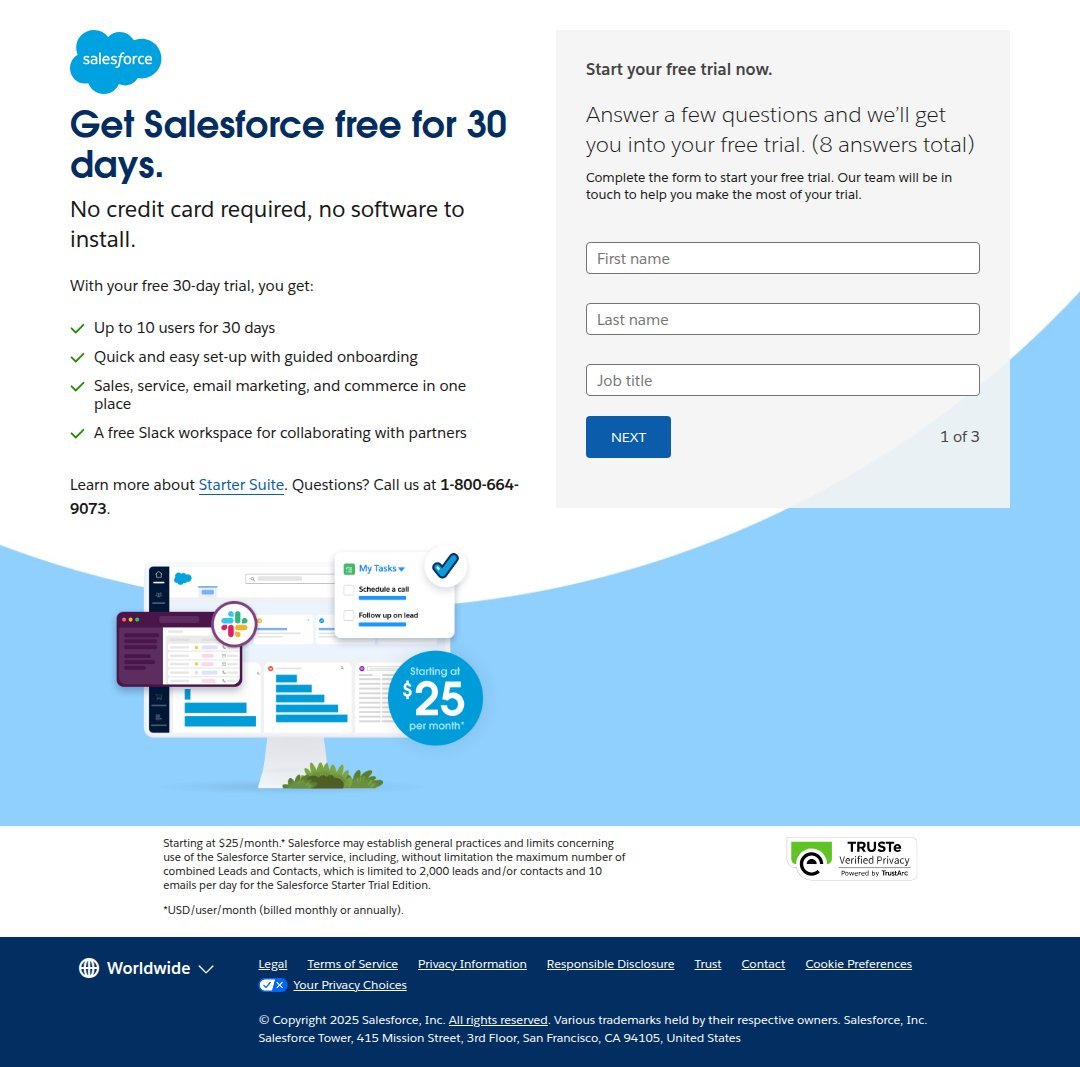 salesforce
Get Salesforce free for 30
days.
No credit card required, no software to
install.
With your free 30-day trial, you get:
Up to 10 users for 30 days
Quick and easy set-up with guided onboarding
Sales, service, email marketing, and commerce in one
place
A free Slack workspace for collaborating with partners
Learn more about Starter Suite. Questions? Call us at 1-800-664-
9073.
My Tasks
Schedule a call
Follow up on lead
Starting at
$25
per month*
Start your free trial now.
Answer a few questions and we’ll get
you into your free trial. (8 answers total)
Complete the form to start your free trial. Our team will be in
touch to help you make the most of your trial.
First name
Last name
Job title
NEXT
1 of 3
Starting at $25/month.* Salesforce may establish general practices and limits concerning
use of the Salesforce Starter service, including, without limitation the maximum number of
combined Leads and Contacts, which is limited to 2,000 leads and/or contacts and 10
emails per day for the Salesforce Starter Trial Edition.
*USD/user/month (billed monthly or annually).
TRUSTe
Verified Privacy
Powered by TrustArc
Worldwide
Legal Terms of Service Privacy Information Responsible Disclosure Trust Contact Cookie Preferences
Your Privacy Choices
© Copyright 2025 Salesforce, Inc. All rights reserved. Various trademarks held by their respective owners. Salesforce, Inc.
Salesforce Tower, 415 Mission Street, 3rd Floor, San Francisco, CA 94105, United States